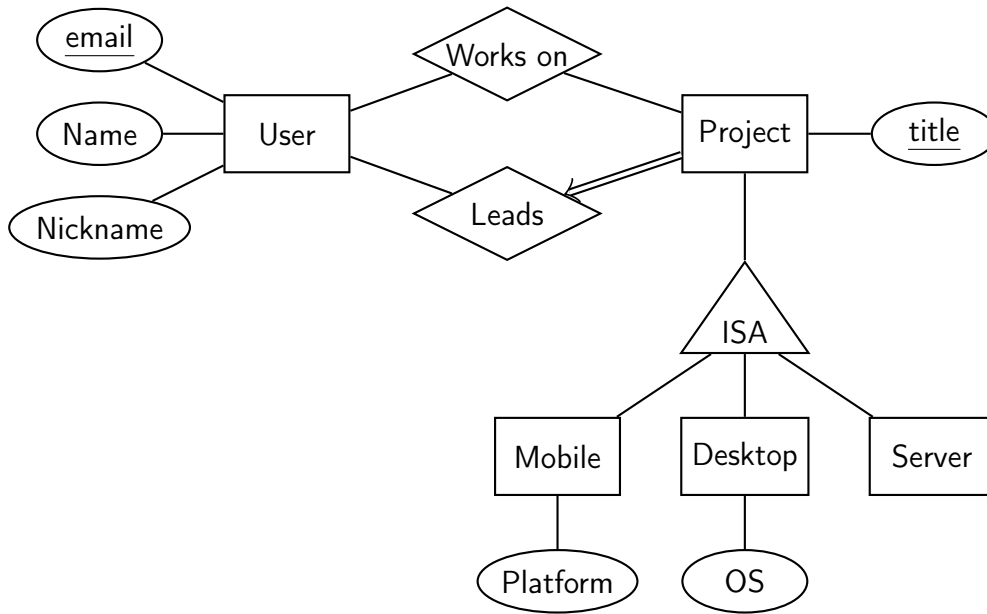 email
Works on
Name
User
Project
title
Leads
Nickname
ISA
Mobile
Desktop
Server
Platform
OS